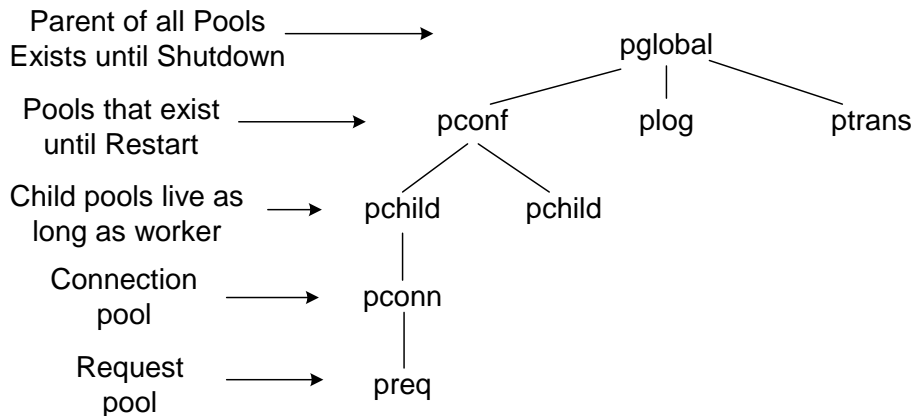 Parent of all Pools
Exists until Shutdown
pglobal
Pools that exist
until Restart
pconf
plog
ptrans
Child pools live as
long as worker
pchild
pchild
Connection
pool
pconn
Request
pool
preq